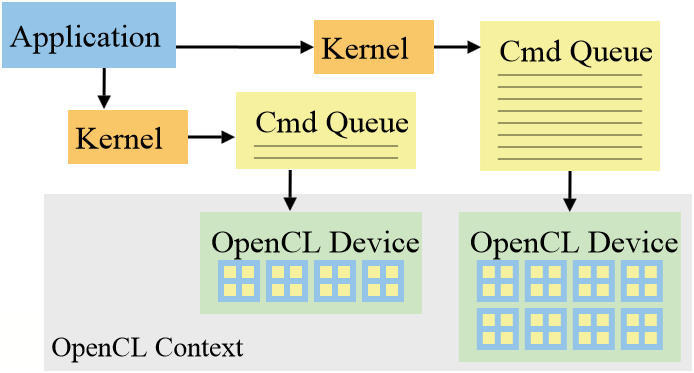 Application
Kernel
Cmd Queue
Kernel
Cmd Queue
OpenCL Device
OpenCL Device
OpenCL Context